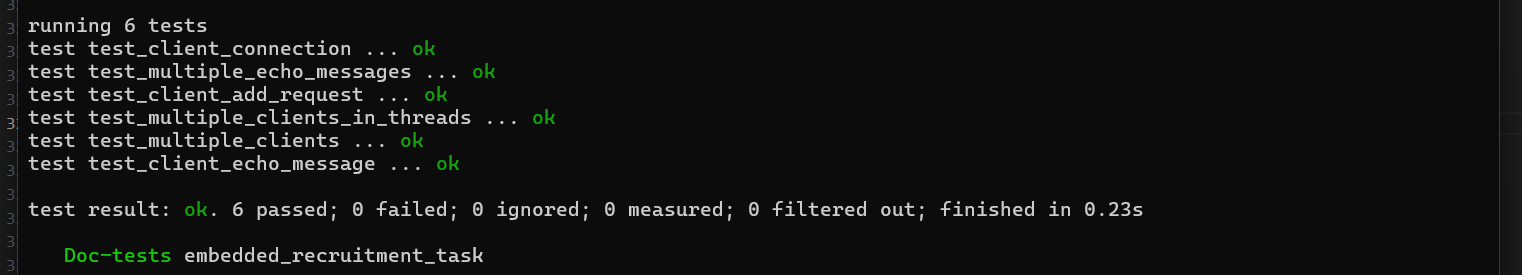 running 6 tests
test test_client_connection ... ok
test test_multiple_echo_messages ... ok
test test_client_add_request ... ok
test test_multiple_clients_in_threads ... ok
test test_multiple_clients ... ok
test test_client_echo_message ... ok
test result: ok. 6 passed; 0 failed; 0 ignored; 0 measured; 0 filtered out; finished in 0.23s
Doc-tests embedded_recruitment_task